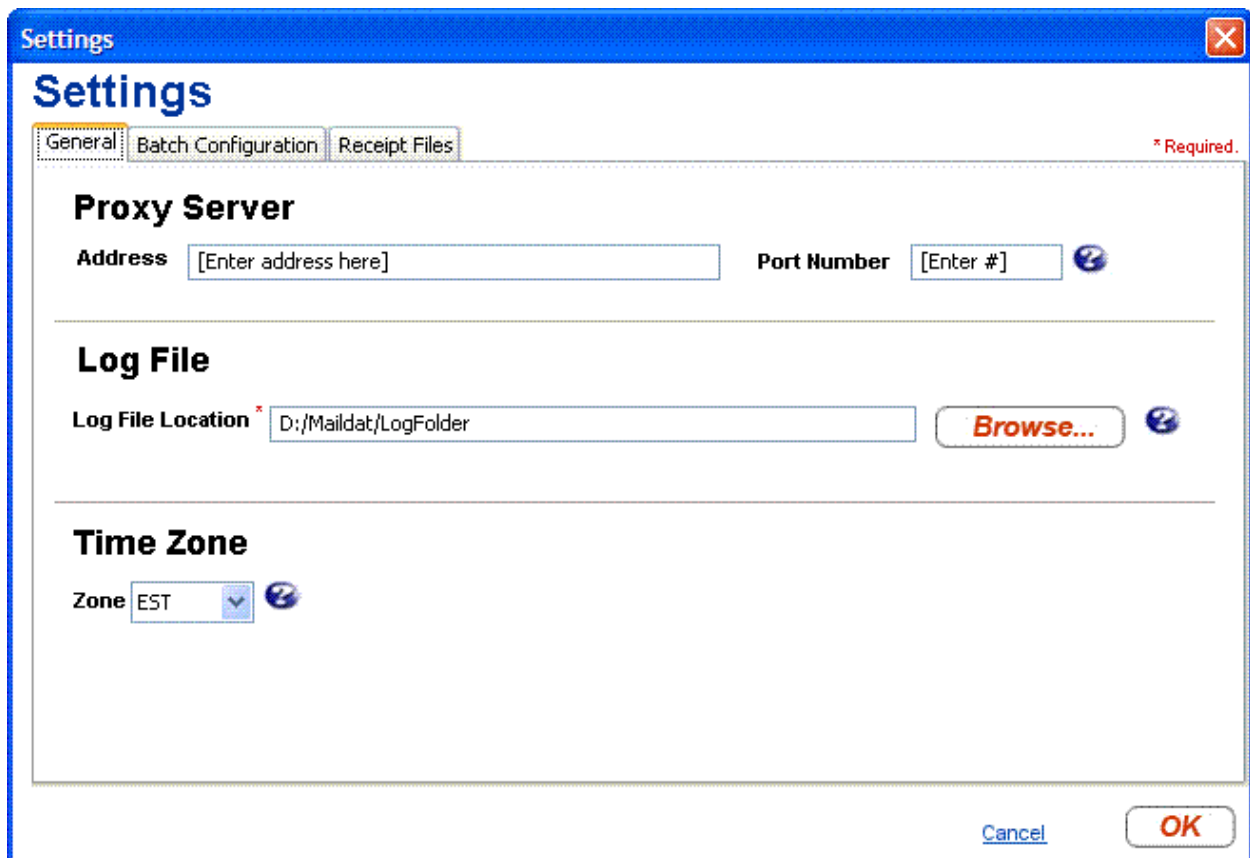 Settings
Settings
General Batch Configuration Receipt Files * Required.
Proxy Server
Address [Enter address here] Port Number [Enter #] ?
Log File
Log File Location * D:/Maildat/LogFolder Browse... ?
Time Zone
Zone EST ?
Cancel OK